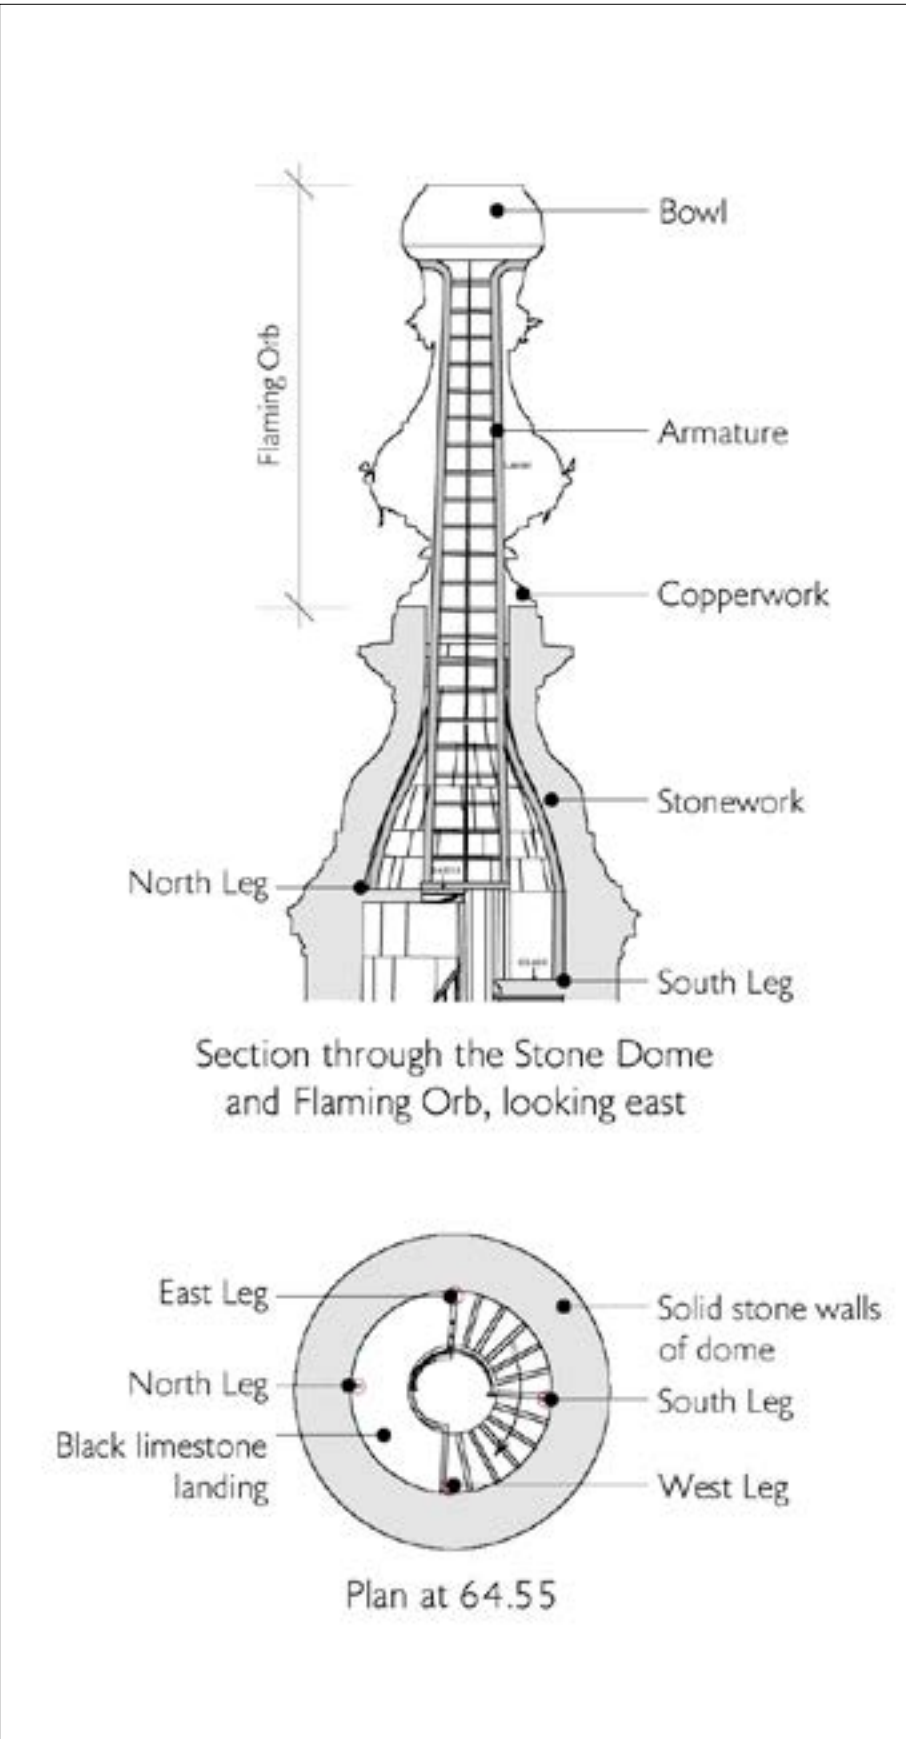 Bowl
Flaming Orb
Armature
Copperwork
Stonework
North Leg
South Leg
Section through the Stone Dome
and Flaming Orb, looking east
East Leg
Solid stone walls
of dome
North Leg
South Leg
Black limestone
landing
West Leg
Plan at 64.55